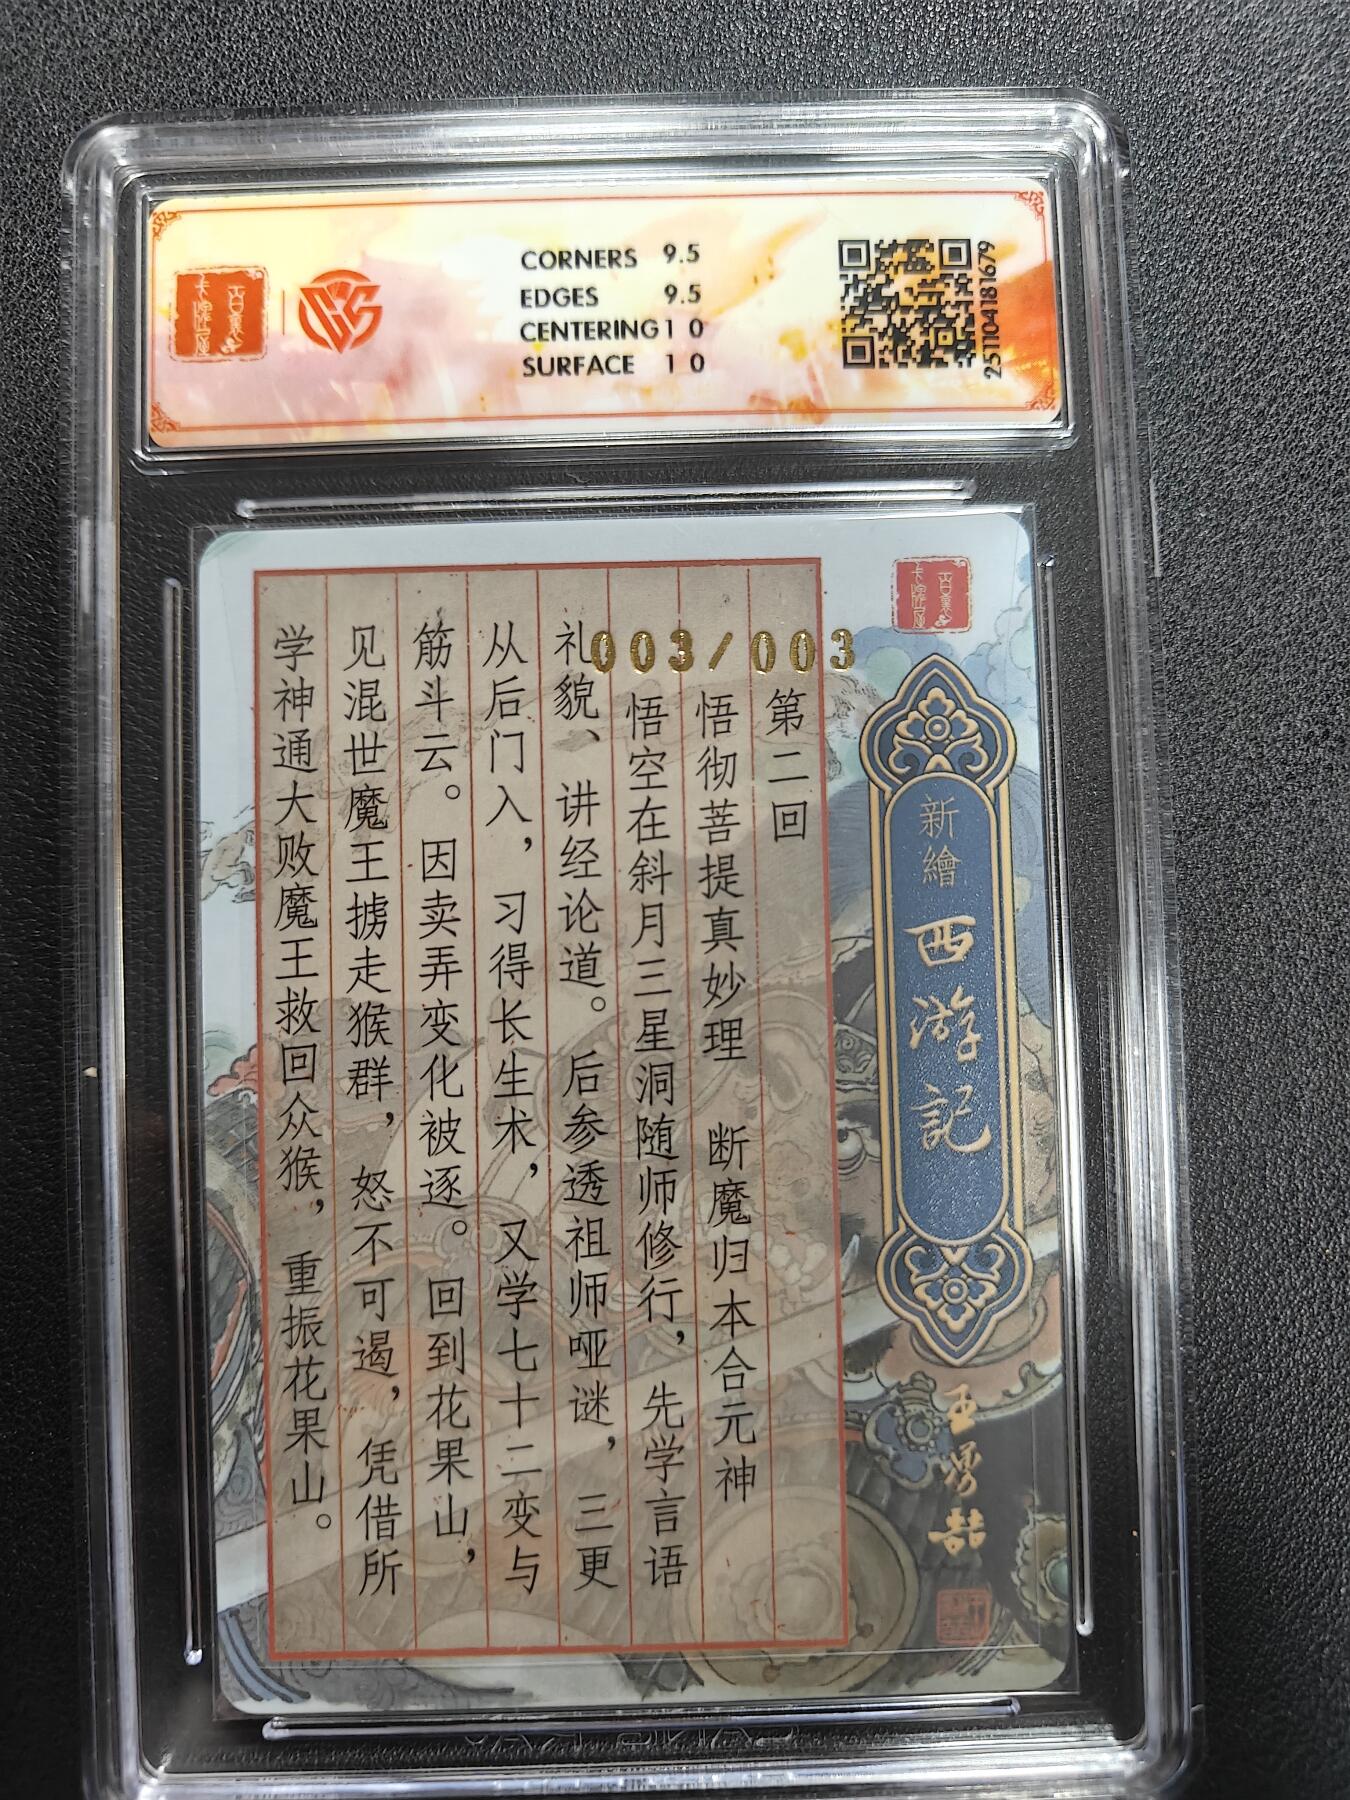 CORNERS 9.5
EDGES 9.5
CENTERING 1 0
SURFACE 1 0
251104181679
003/003
第二回
悟彻菩提真妙理 断魔归本合元神
悟空在斜月三星洞随师修行，先学言语
礼貌、讲经论道。后参透祖师哑谜，三更
从后门入，习得长生术，又学七十二变与
筋斗云。因卖弄变化被逐。回到花果山，
见混世魔王掳走猴群，怒不可遏，凭借所
学神通大败魔王救回众猴，重振花果山。
新繪
西游記